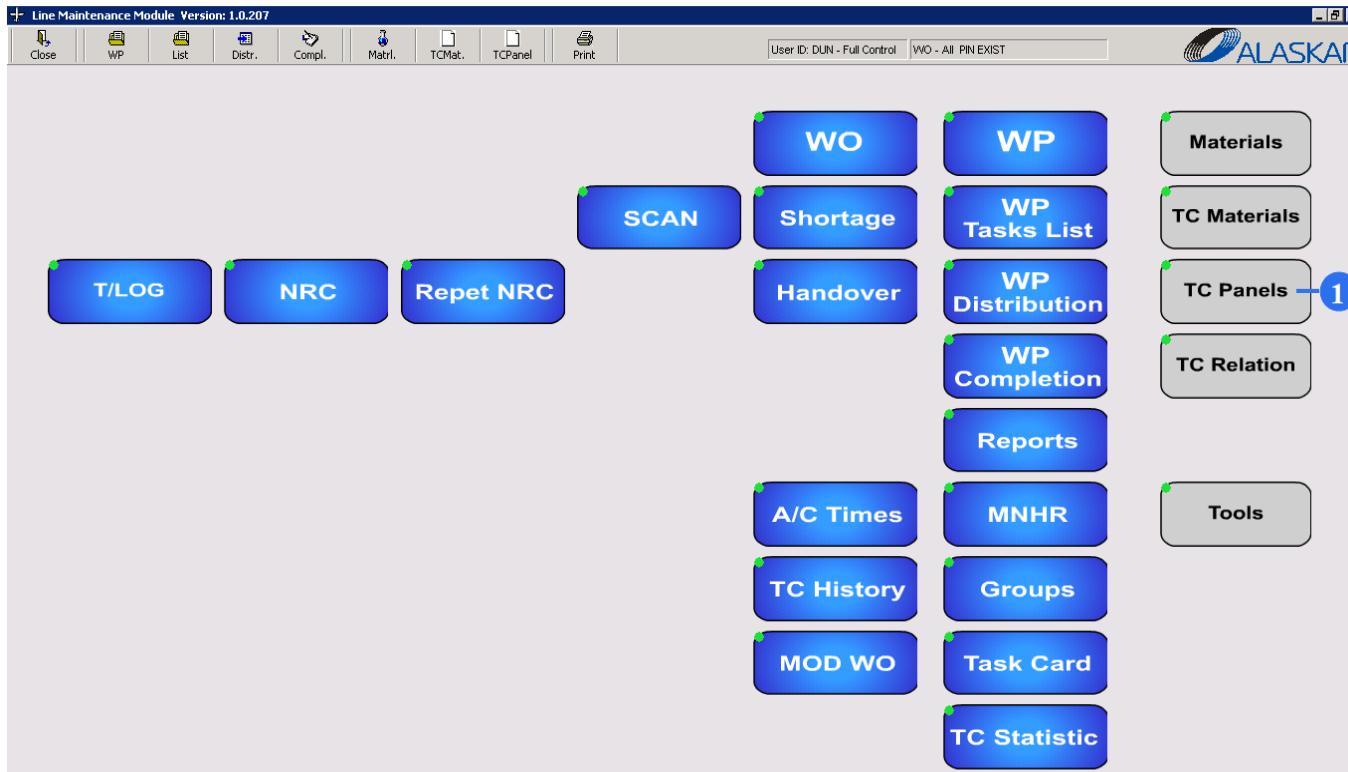 Line Maintenance Module Version: 1.0.207
Close WP List Distr. Compl. Matrl. TCMat. TCPanel Print
User ID: DUN - Full Control WO - All PIN EXIST
ALASKAR
WO WP Materials
SCAN Shortage WP Tasks List TC Materials
T/LOG NRC Repet NRC Handover WP Distribution TC Panels 1
WP Completion TC Relation
Reports
A/C Times MNHR Tools
TC History Groups
MOD WO Task Card
TC Statistic